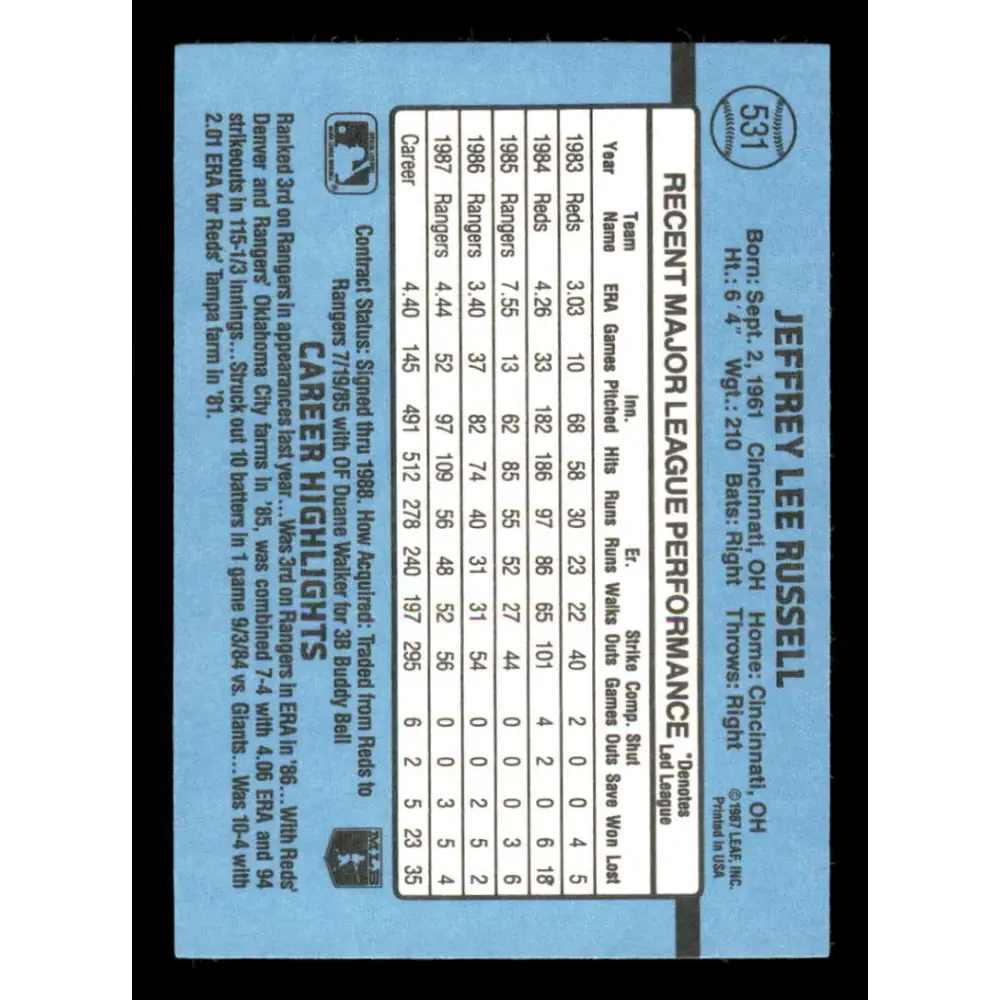 531
JEFFREY LEE RUSSELL
Born: Sept. 2, 1961 Cincinnati, OH Home: Cincinnati, OH
Ht.: 6'4" Wgt.: 210 Bats: Right Throws: Right
©1987 LEAF, INC.
Printed in USA
RECENT MAJOR LEAGUE PERFORMANCE *Denotes Led League
Year Team Name ERA Games Inn. Pitched Hits Runs Er. Runs Walks Strike Outs Comp. Games Shut Outs Save Won Lost
1983 Reds 3.03 10 68 58 30 23 22 40 2 0 0 4 5
1984 Reds 4.26 33 182 186 97 86 65 101 4 2 0 6 18*
1985 Rangers 7.55 13 62 85 55 52 27 44 0 0 0 3 6
1986 Rangers 3.40 37 82 74 40 31 31 54 0 0 2 5 2
1987 Rangers 4.44 52 97 109 56 48 52 56 0 0 3 5 4
Career 4.40 145 491 512 278 240 197 295 6 2 5 23 35
Contract Status: Signed thru 1988. How Acquired: Traded from Reds to
Rangers 7/19/85 with OF Duane Walker for 3B Buddy Bell
MLB
CAREER HIGHLIGHTS
Ranked 3rd on Rangers in appearances last year...Was 3rd on Rangers in ERA in '86...With Reds'
Denver and Rangers' Oklahoma City farms in '85, was combined 7-4 with 4.06 ERA and 94
strikeouts in 115-1/3 innings...Struck out 10 batters in 1 game 9/3/84 vs. Giants...Was 10-4 with
2.01 ERA for Reds' Tampa farm in '81.